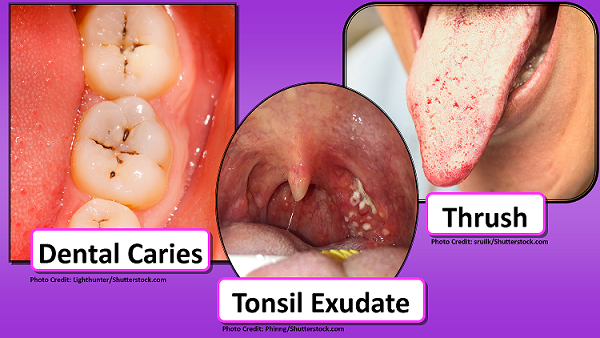 Dental Caries
Photo Credit: Lighthunter/Shutterstock.com
Tonsil Exudate
Photo Credit: Phinng/Shutterstock.com
Thrush
Photo Credit: sruilk/Shutterstock.com